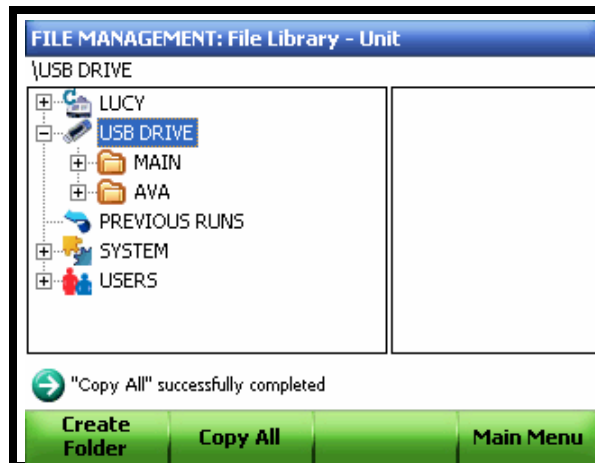 FILE MANAGEMENT: File Library - Unit
\USB DRIVE
LUCY
USB DRIVE
MAIN
AVA
PREVIOUS RUNS
SYSTEM
USERS
"Copy All" successfully completed
Create Folder
Copy All
Main Menu